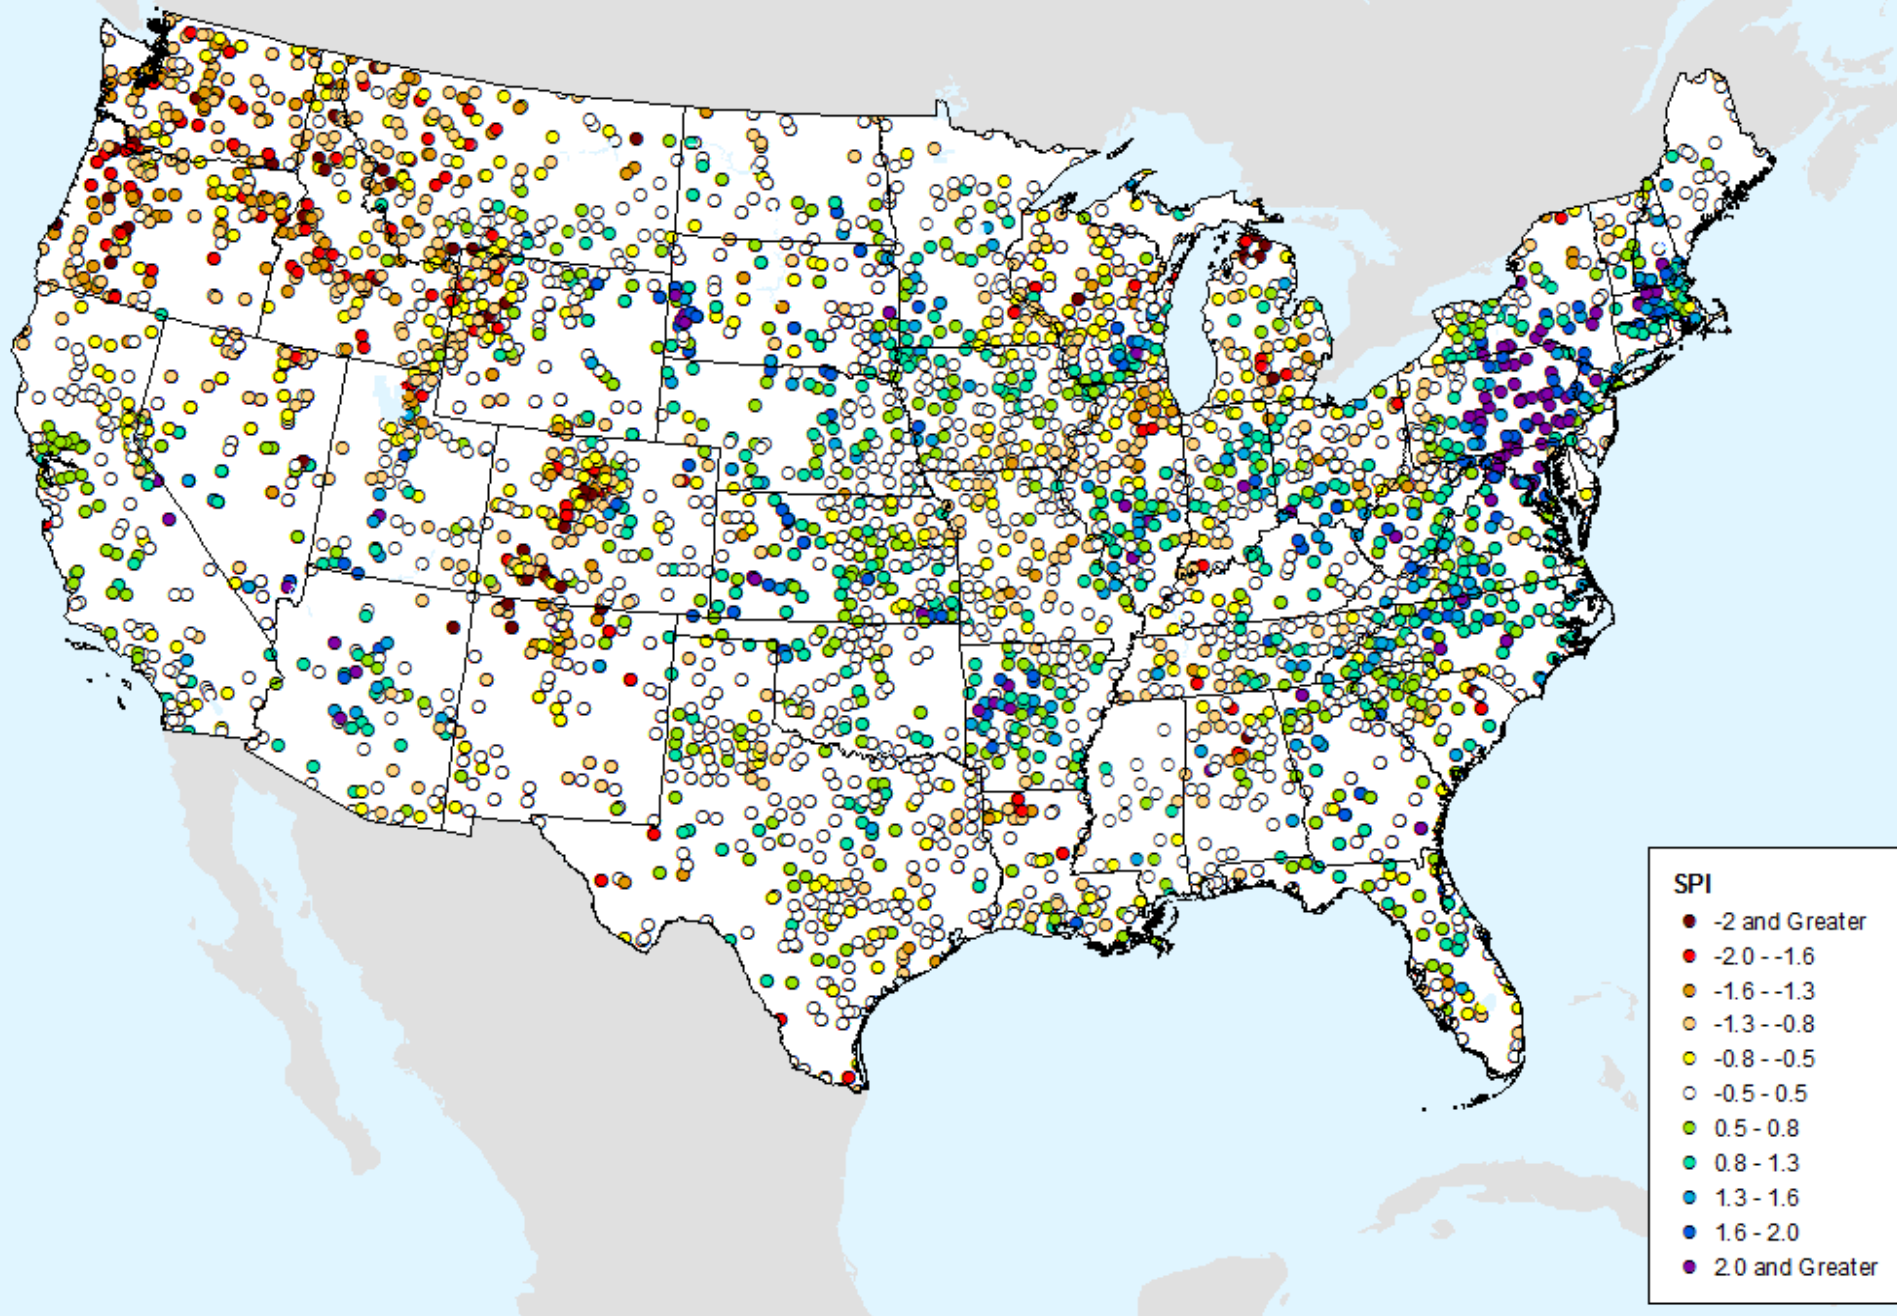 SPI
-2 and Greater
-2.0 - -1.6
-1.6 - -1.3
-1.3 - -0.8
-0.8 - -0.5
-0.5 - 0.5
0.5 - 0.8
0.8 - 1.3
1.3 - 1.6
1.6 - 2.0
2.0 and Greater